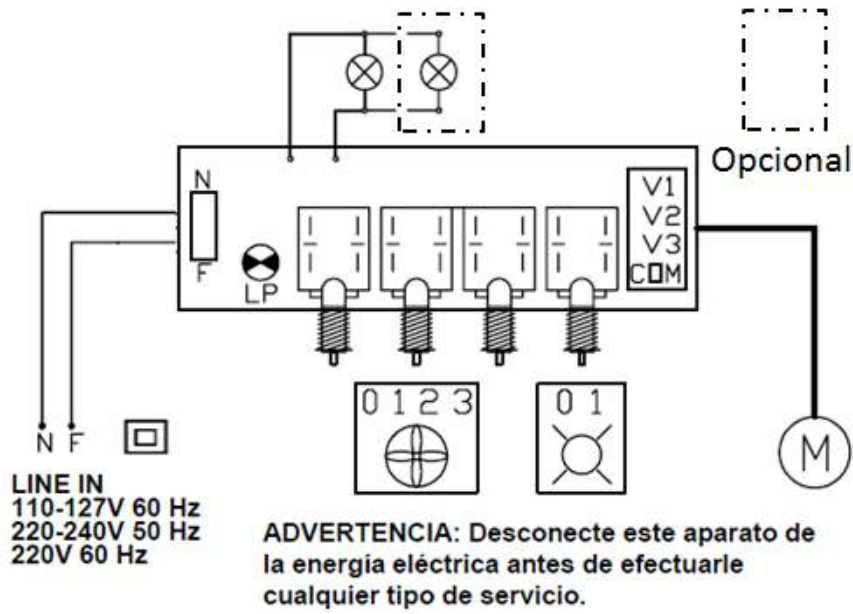 Opcional
N
F
LP
V1
V2
V3
COM
0 1 2 3
0 1
N F
M
LINE IN
110-127V 60 Hz
220-240V 50 Hz
220V 60 Hz
ADVERTENCIA: Desconecte este aparato de
la energía eléctrica antes de efectuarle
cualquier tipo de servicio.